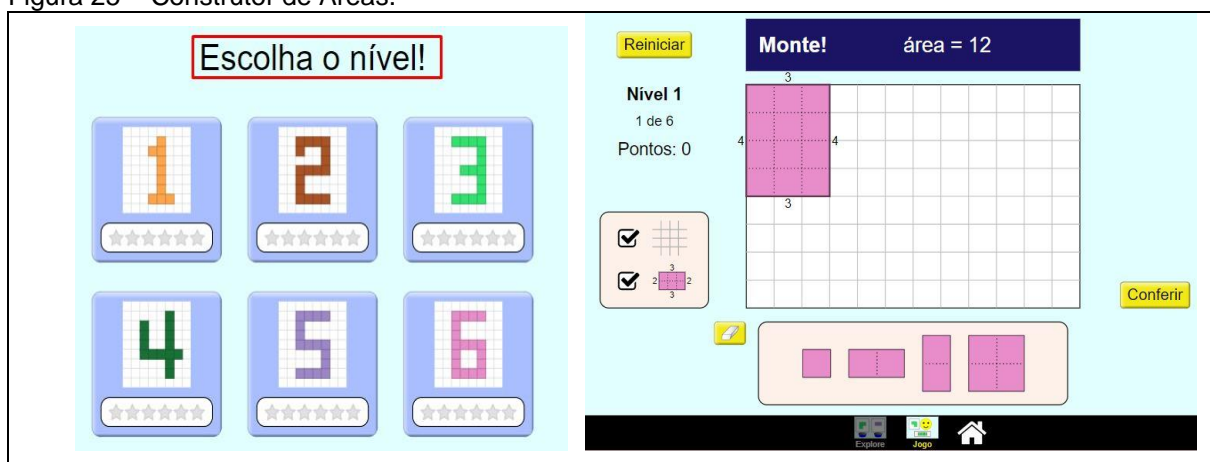 Figura 23 – Construtor de Áreas.
Escolha o nível!
1
2
3
4
5
6
Reiniciar
Monte! área = 12
Nível 1
1 de 6
Pontos: 0
3
4
4
3
3
2
2
3
Conferir
Explore
Jogo